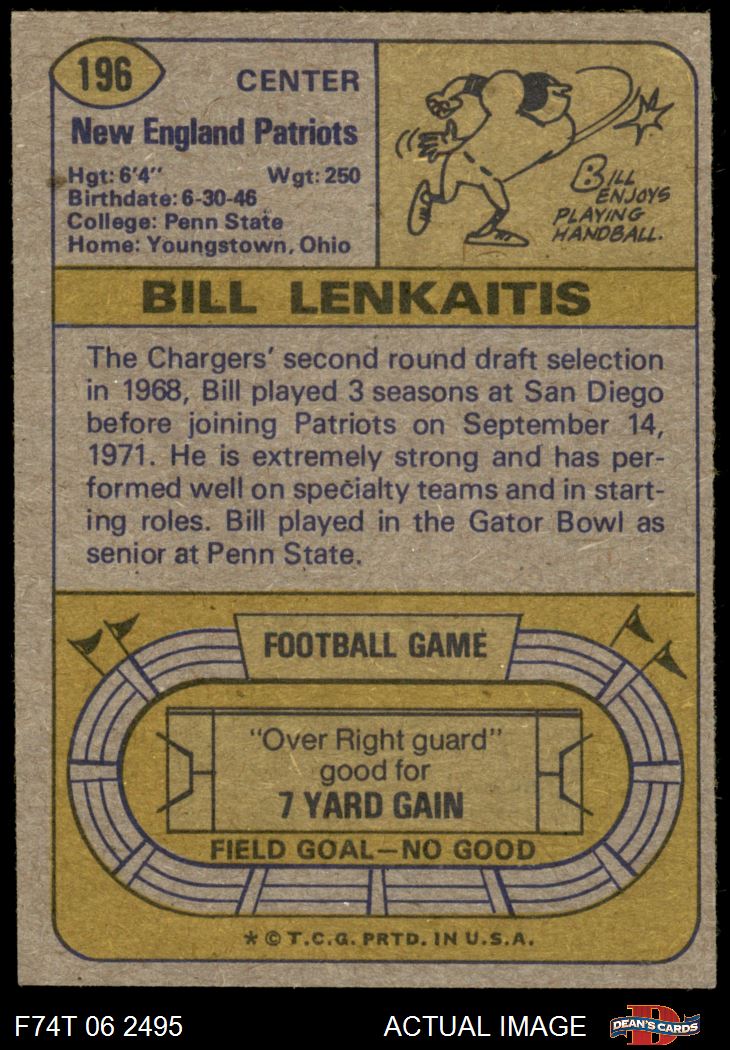 196
CENTER
New England Patriots
Hgt: 6'4" Wgt: 250
Birthdate: 6-30-46
College: Penn State
Home: Youngstown, Ohio
BILL
ENJOYS
PLAYING
HANDBALL.
BILL LENKAITIS
The Chargers' second round draft selection
in 1968, Bill played 3 seasons at San Diego
before joining Patriots on September 14,
1971. He is extremely strong and has per-
formed well on specialty teams and in start-
ing roles. Bill played in the Gator Bowl as
senior at Penn State.
FOOTBALL GAME
"Over Right guard"
good for
7 YARD GAIN
FIELD GOAL—NO GOOD
* © T.C.G. PRTD. IN U.S.A.
F74T 06 2495 ACTUAL IMAGE
D
DEAN'S CARDS